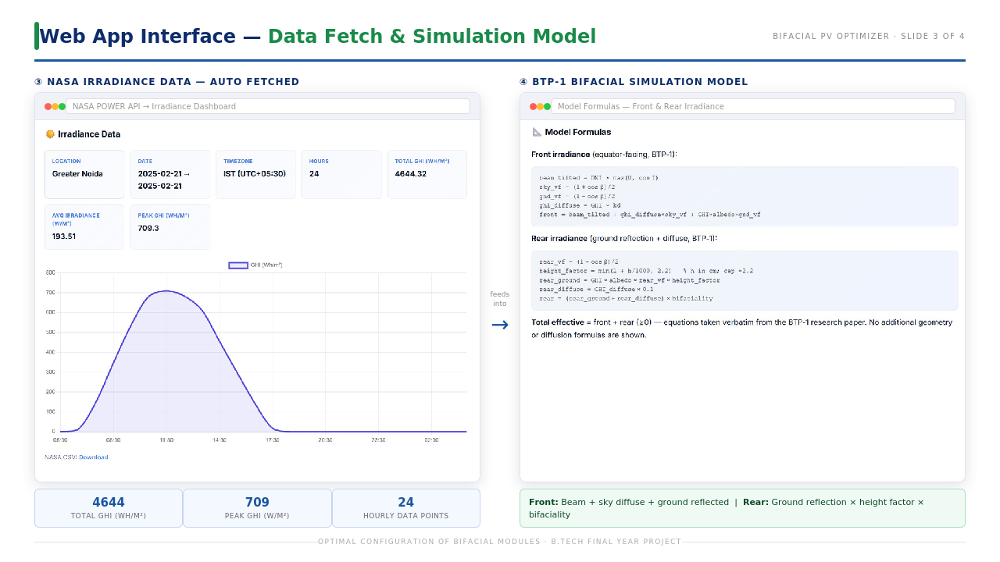 Web App Interface — Data Fetch & Simulation Model
BIFACIAL PV OPTIMIZER · SLIDE 3 OF 4
③ NASA IRRADIANCE DATA — AUTO FETCHED
NASA POWER API → Irradiance Dashboard
Irradiance Data
LOCATION
Greater Noida
DATE
2025-02-21 →
2025-02-21
TIMEZONE
IST (UTC+05:30)
HOURS
24
TOTAL GHI (WH/M²)
4644.32
AVG IRRADIANCE
(W/M²)
193.51
PEAK GHI (WH/M²)
709.3
GHI (Wh/m²)
800
700
600
500
400
300
200
100
0
05:30 08:30 11:30 14:30 17:30 20:30 23:30 02:30
NASA CSV: Download
4644
TOTAL GHI (WH/M²)
709
PEAK GHI (W/M²)
24
HOURLY DATA POINTS
feeds
into
→
④ BTP-1 BIFACIAL SIMULATION MODEL
Model Formulas — Front & Rear Irradiance
Model Formulas
Front irradiance (equator-facing, BTP-1):
beam_tilted = DNI × max(0, cos I)
sky_vf = (1 + cos β)/2
gnd_vf = (1 − cos β)/2
ghi_diffuse = GHI × kd
front = beam_tilted + ghi_diffuse×sky_vf + GHI×albedo×gnd_vf
Rear irradiance (ground reflection + diffuse, BTP-1):
rear_vf = (1 − cos β)/2
height_factor = min(1 + h/1000, 2.2) % h in cm; cap ≈2.2
rear_ground = GHI × albedo × rear_vf × height_factor
rear_diffuse = GHI_diffuse × 0.1
rear = (rear_ground + rear_diffuse) × bifaciality
Total effective = front + rear (≥0) — equations taken verbatim from the BTP-1 research paper. No additional geometry
or diffusion formulas are shown.
Front: Beam + sky diffuse + ground reflected | Rear: Ground reflection × height factor ×
bifaciality
OPTIMAL CONFIGURATION OF BIFACIAL MODULES · B.TECH FINAL YEAR PROJECT